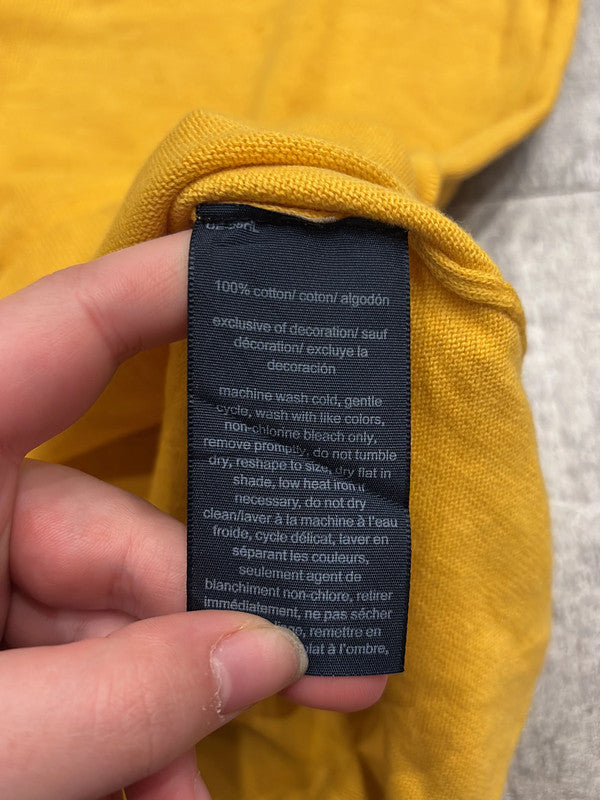 100% cotton/ coton/ algodón
exclusive of decoration/ sauf
décoration/ excluye la
decoración
machine wash cold, gentle
cycle, wash with like colors,
non-chlorine bleach only,
remove promptly, do not tumble
dry, reshape to size, dry flat in
shade, low heat iron if
necessary, do not dry
clean/laver à la machine à l'eau
froide, cycle délicat, laver en
séparant les couleurs,
seulement agent de
blanchiment non-chlore, retirer
immédiatement, ne pas sécher
remettre en
à l'ombre,